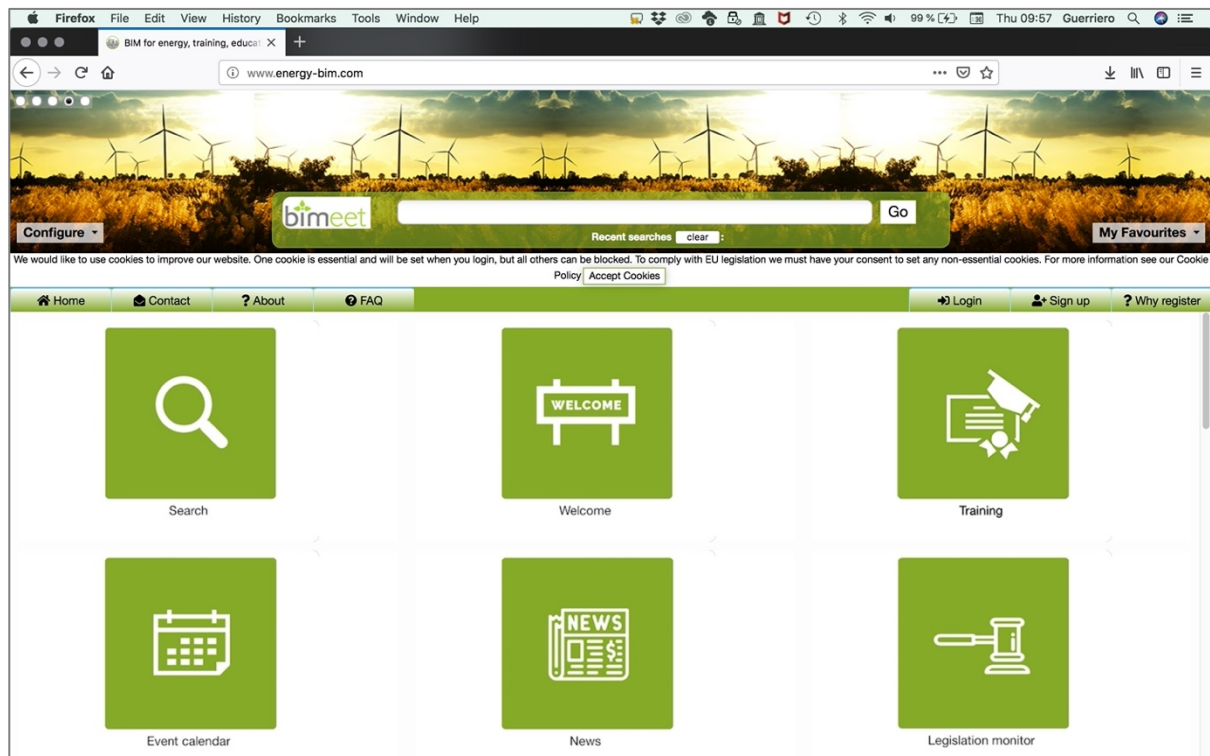 Firefox File Edit View History Bookmarks Tools Window Help 99 % Thu 09:57 Guerriero
BIM for energy, training, educat
www.energy-bim.com
bimeet Go
Configure Recent searches clear : My Favourites
We would like to use cookies to improve our website. One cookie is essential and will be set when you login, but all others can be blocked. To comply with EU legislation we must have your consent to set any non-essential cookies. For more information see our Cookie
Policy Accept Cookies
Home Contact ? About FAQ Login Sign up ? Why register
WELCOME
Search Welcome Training
NEWS
Event calendar News Legislation monitor